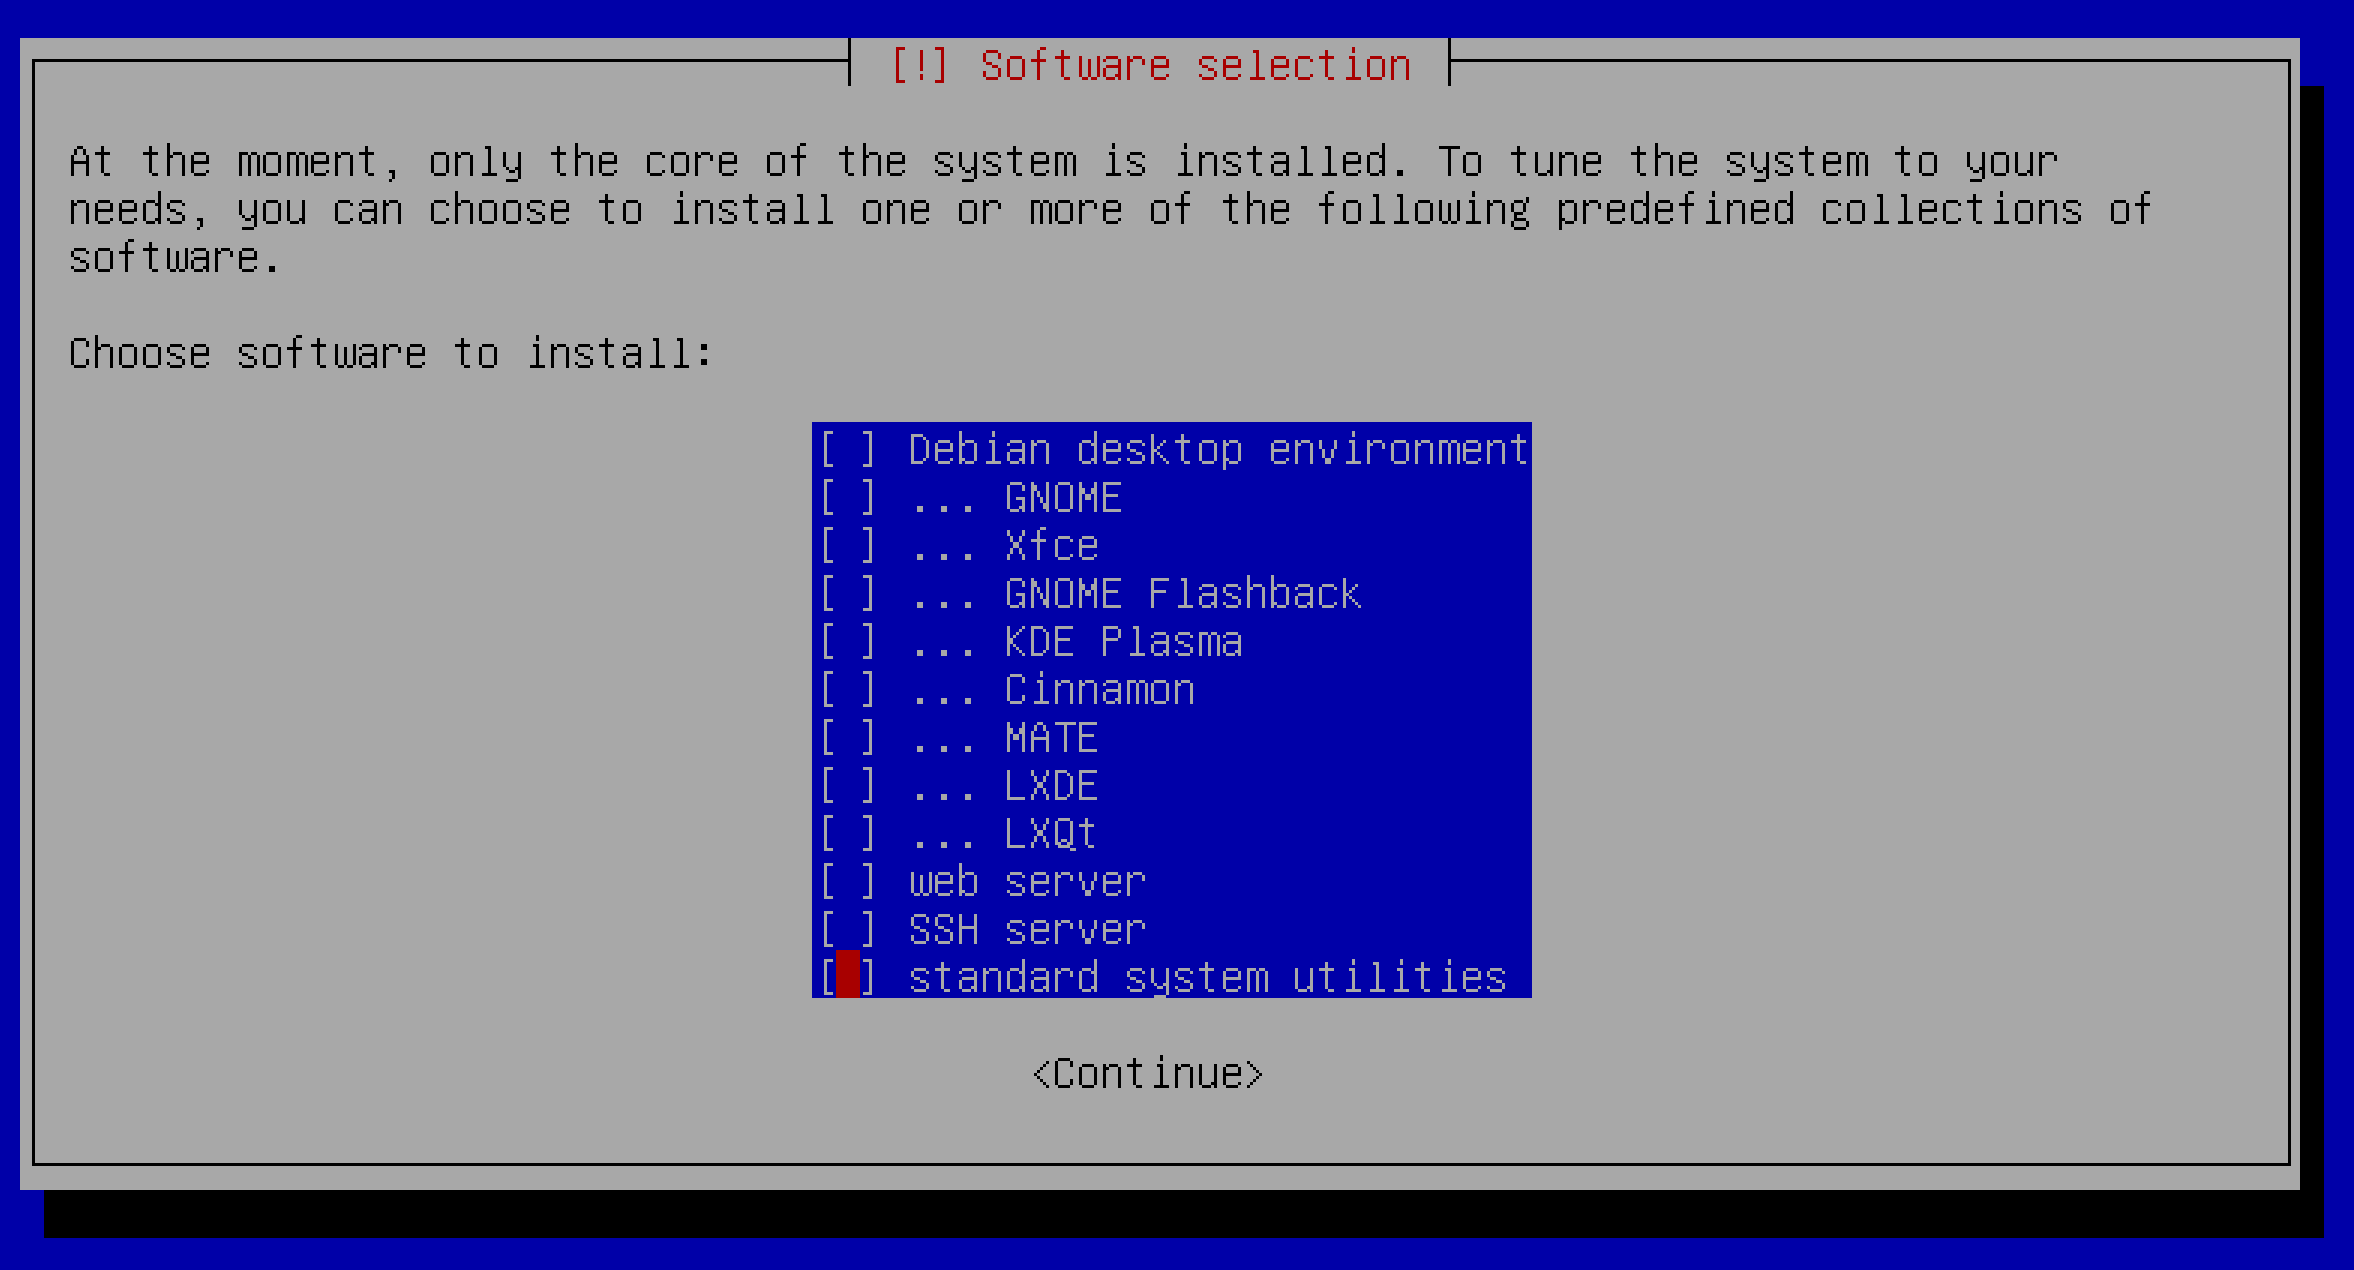 [!] Software selection
At the moment, only the core of the system is installed. To tune the system to your
needs, you can choose to install one or more of the following predefined collections of
software.
Choose software to install:
[ ] Debian desktop environment
[ ] ... GNOME
[ ] ... Xfce
[ ] ... GNOME Flashback
[ ] ... KDE Plasma
[ ] ... Cinnamon
[ ] ... MATE
[ ] ... LXDE
[ ] ... LXQt
[ ] web server
[ ] SSH server
[ ] standard system utilities
<Continue>